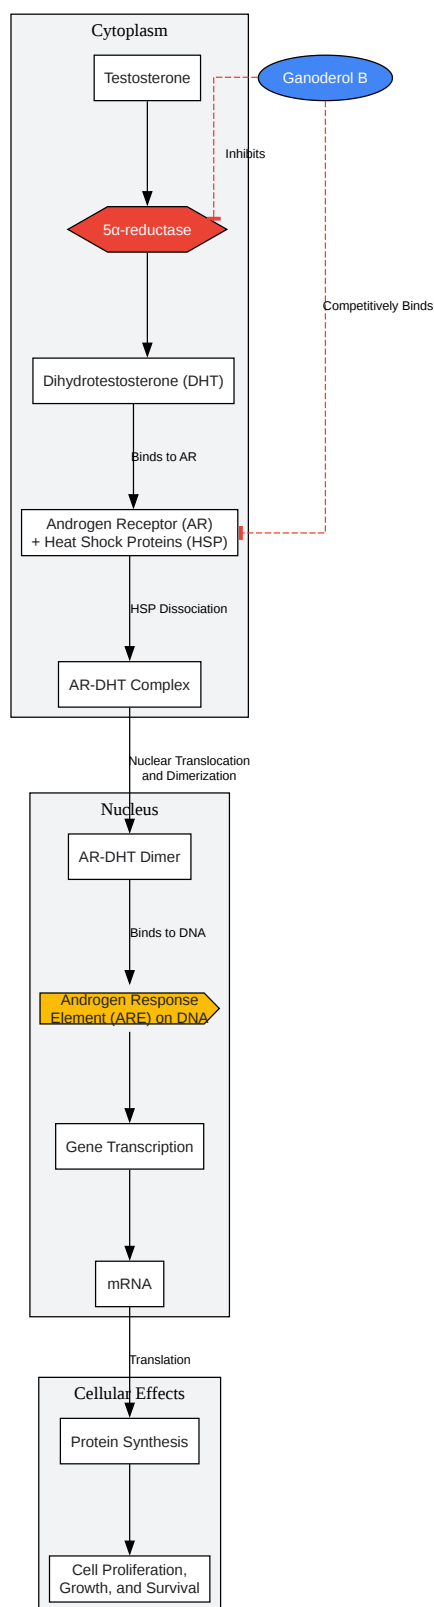 Cytoplasm
Testosterone
Ganoderol B
Inhibits
5α-reductase
Competitively Binds
Dihydrotestosterone (DHT)
Binds to AR
Androgen Receptor (AR)
+ Heat Shock Proteins (HSP)
HSP Dissociation
AR-DHT Complex
Nuclear Translocation
and Dimerization
Nucleus
AR-DHT Dimer
Binds to DNA
Androgen Response
Element (ARE) on DNA
Gene Transcription
mRNA
Translation
Cellular Effects
Protein Synthesis
Cell Proliferation,
Growth, and Survival